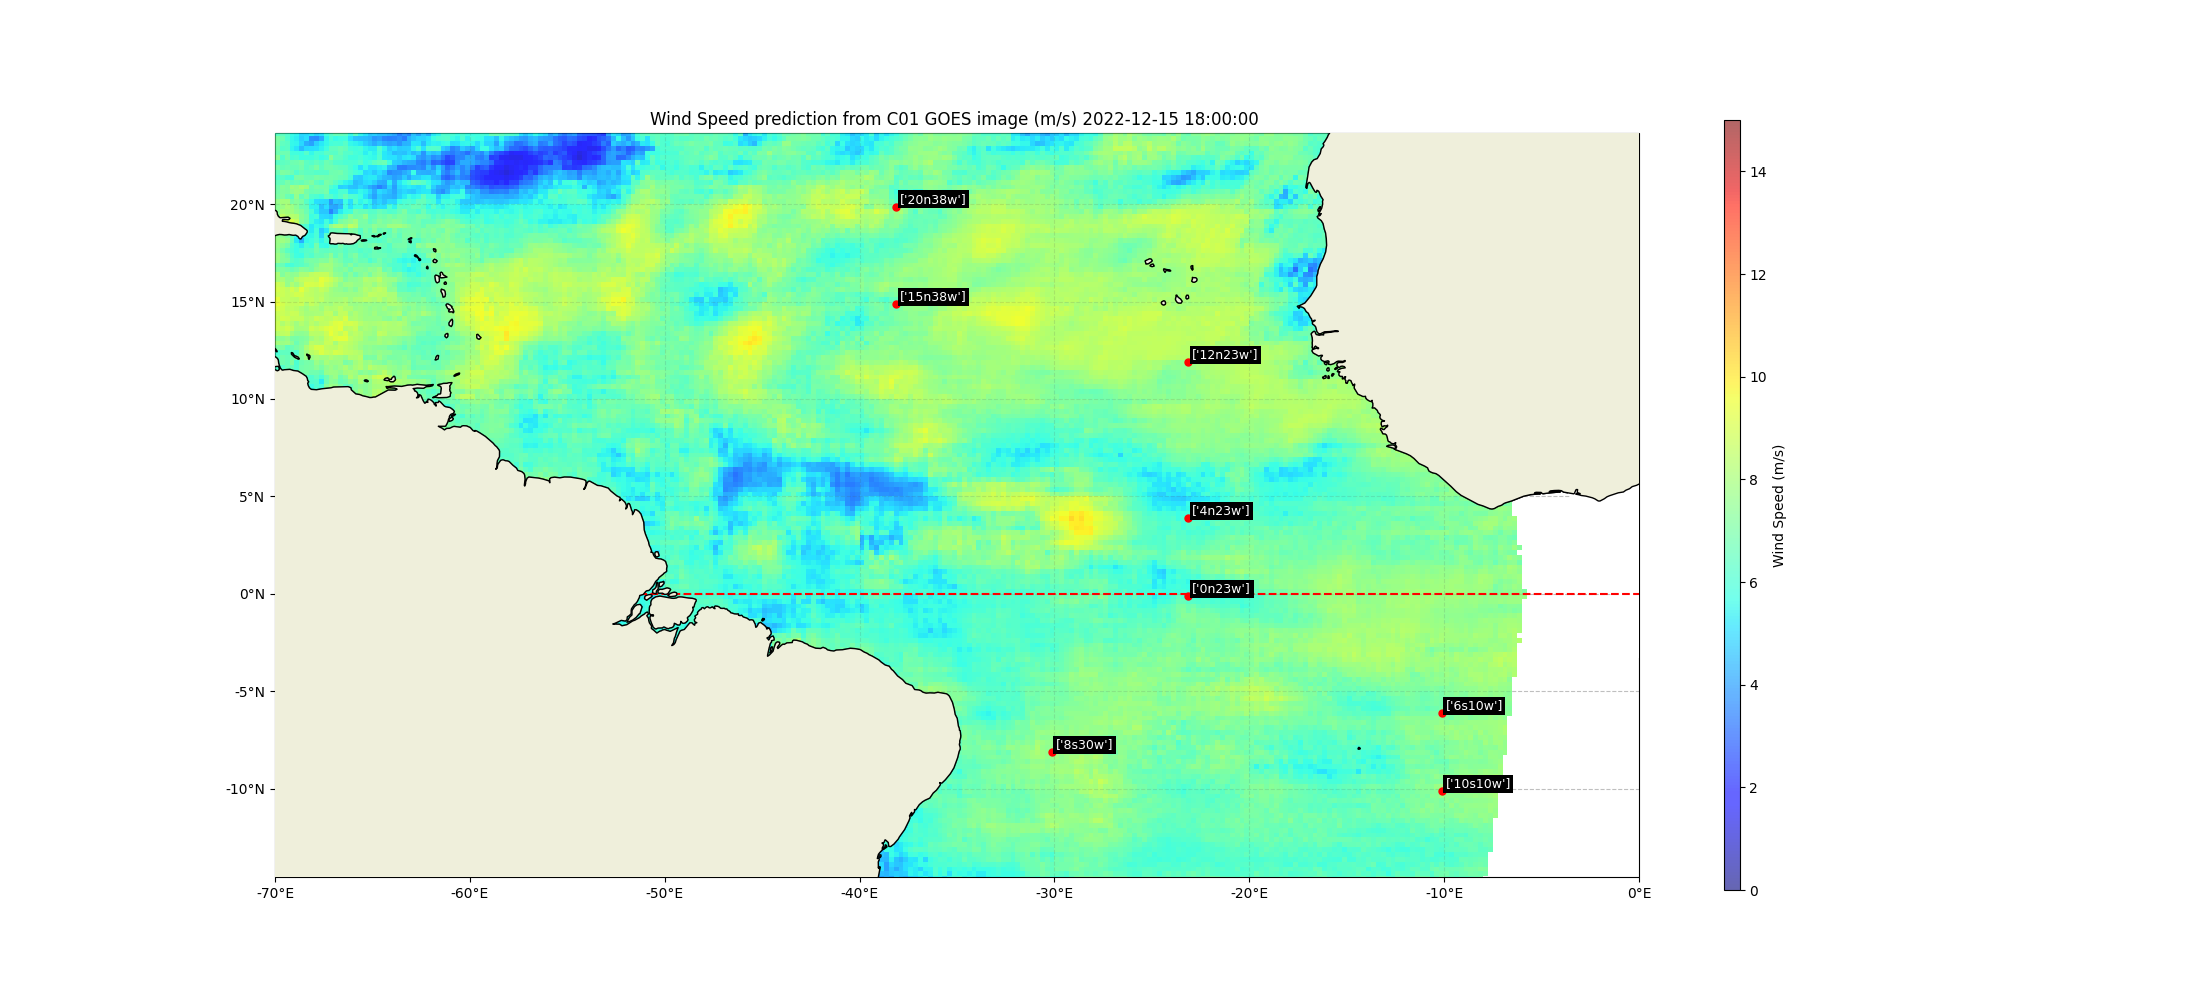 Wind Speed prediction from C01 GOES image (m/s) 2022-12-15 18:00:00
20°N
15°N
10°N
5°N
0°N
-5°N
-10°N
-70°E
-60°E
-50°E
-40°E
-30°E
-20°E
-10°E
0°E
['20n38w']
['15n38w']
['12n23w']
['4n23w']
['0n23w']
['6s10w']
['8s30w']
['10s10w']
14
12
10
8
6
4
2
0
Wind Speed (m/s)